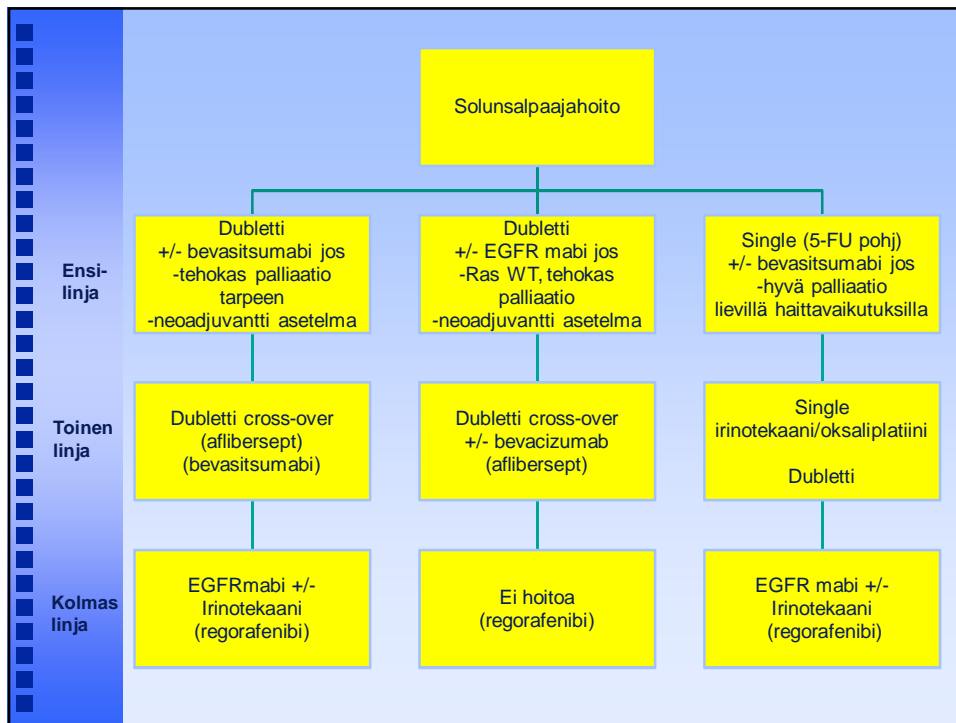 Solunsalpaajahoito
Ensi-
linja
Dubletti
+/- bevasitsumabi jos
-tehokas palliaatio
tarpeen
-neoadjuvantti asetelma
Dubletti
+/- EGFR mabi jos
-Ras WT, tehokas
palliaatio
-neoadjuvantti asetelma
Single (5-FU pohj)
+/- bevasitsumabi jos
-hyvä palliaatio
lievillä haittavaikutuksilla
Toinen
linja
Dubletti cross-over
(aflibersept)
(bevasitsumabi)
Dubletti cross-over
+/- bevacizumab
(aflibersept)
Single
irinotekaani/oksaliplatiini
Dubletti
Kolmas
linja
EGFRmabi +/-
Irinotekaani
(regorafenibi)
Ei hoitoa
(regorafenibi)
EGFR mabi +/-
Irinotekaani
(regorafenibi)